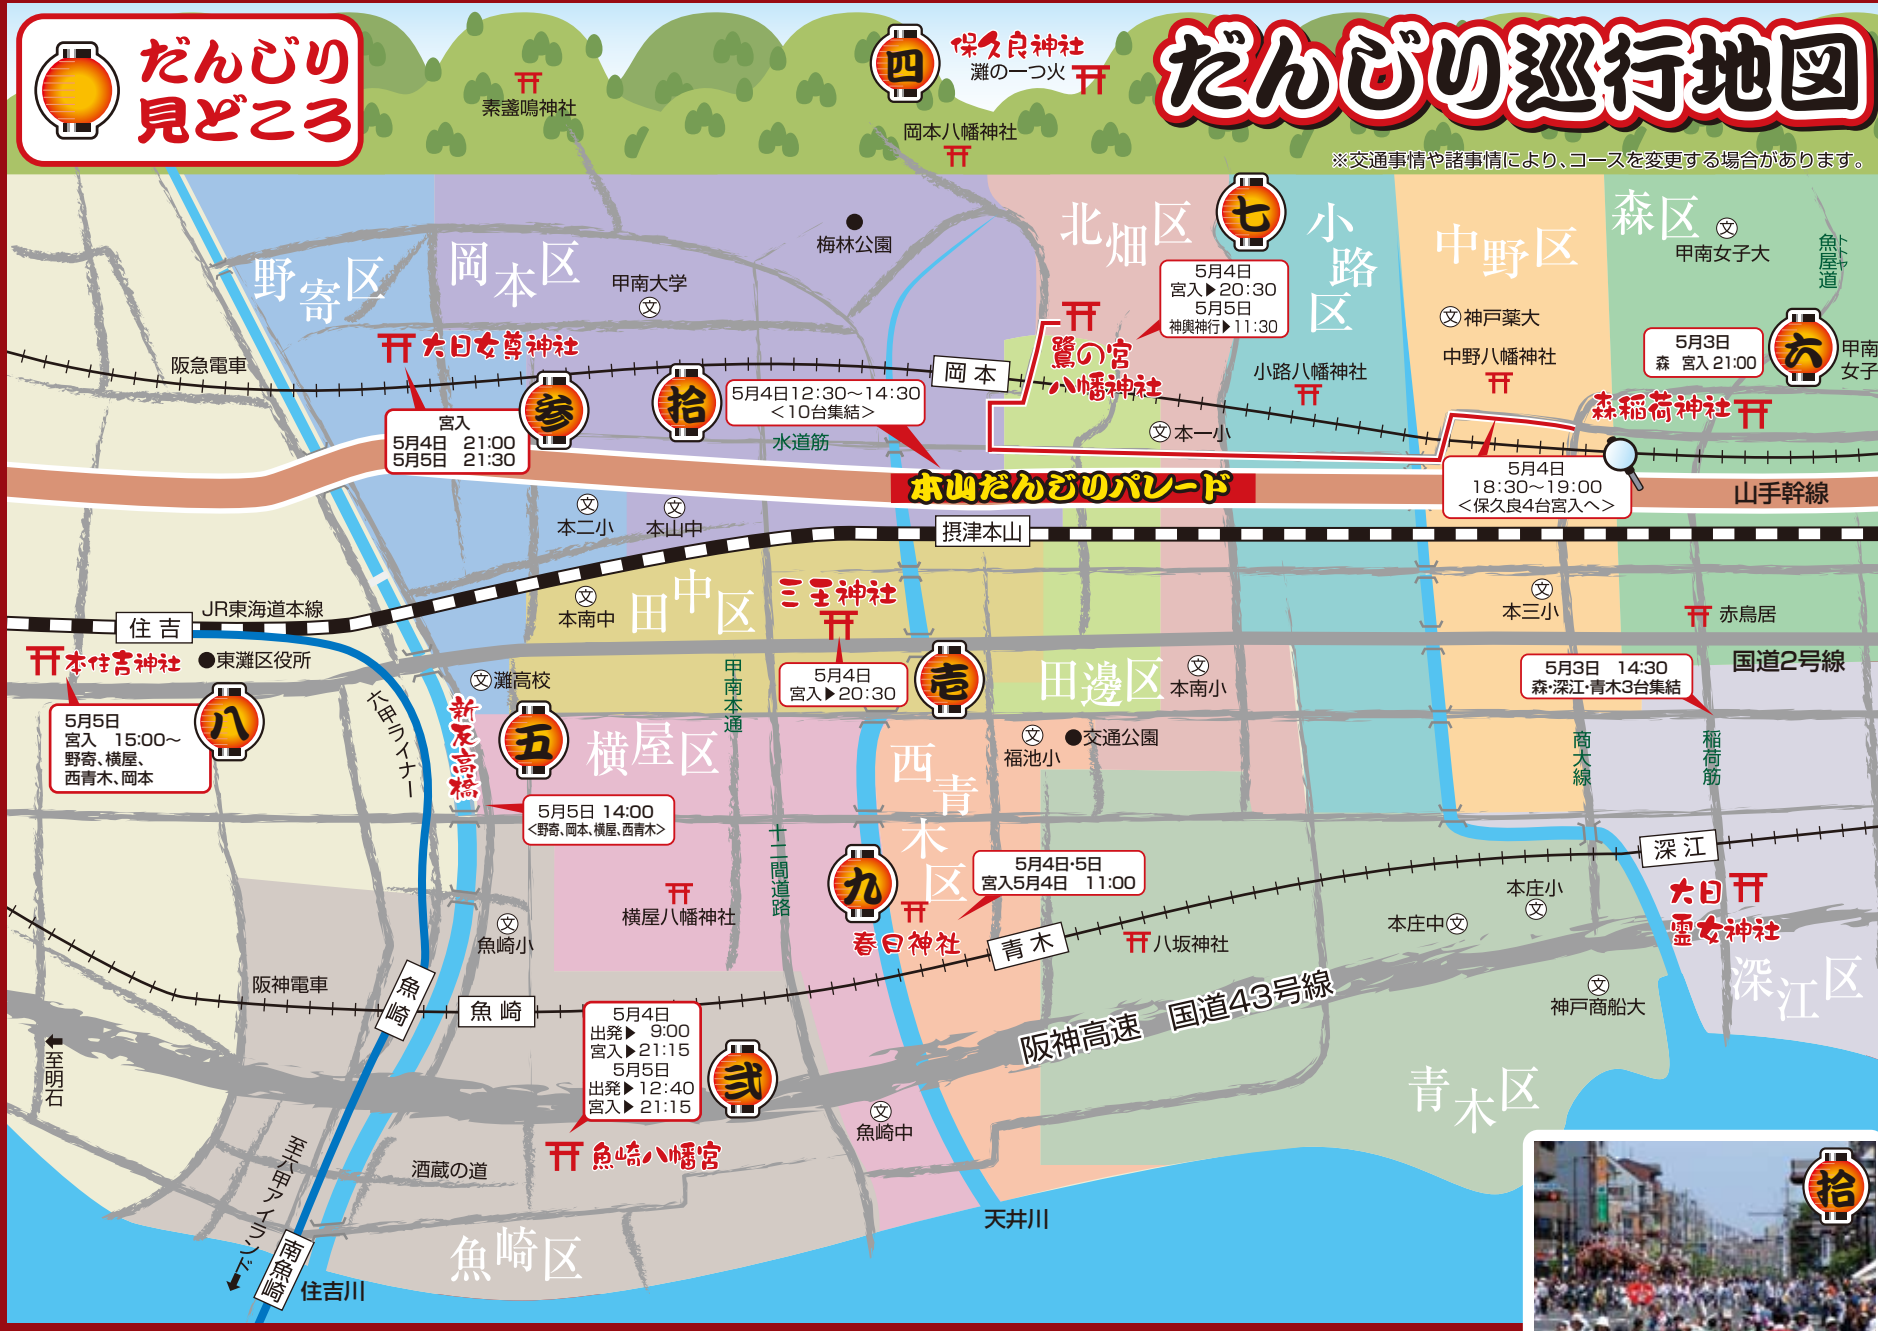 だんじり
見どころ
だんじり巡行地図
※交通事情や諸事情により、コースを変更する場合があります。
四
保久良神社
灘の一つ火
素盞鳴神社
岡本八幡神社
野寄区
岡本区
梅林公園
甲南大学
文
北畑区
七
小路区
中野区
森区
文
甲南女子大
魚屋道
トトヤ
5月4日
宮入▶20:30
5月5日
神輿神行▶11:30
文神戸薬大
中野八幡神社
5月3日
森 宮入 21:00
六
甲南
女子
阪急電車
大日女尊神社
岡本
鷺の宮
八幡神社
小路八幡神社
森稲荷神社
宮入
5月4日 21:00
5月5日 21:30
参
拾
5月4日12:30〜14:30
<10台集結>
水道筋
文本一小
本山だんじりパレード
5月4日
18:30〜19:00
<保久良4台宮入へ>
山手幹線
文
本二小
文
本山中
摂津本山
文
本南中
田中区
三王神社
文
本三小
赤鳥居
JR東海道本線
住吉
本住吉神社
●東灘区役所
国道2号線
文灘高校
甲南本通
5月4日
宮入▶20:30
壱
田邊区
文
本南小
5月3日 14:30
森・深江・青木3台集結
5月5日
宮入 15:00〜
野寄、横屋、
西青木、岡本
八
六甲ライナー
新反高橋
五
横屋区
西青木区
文
福池小
●交通公園
商大線
稲荷筋
5月5日 14:00
<野寄、岡本、横屋、西青木>
十二間道路
深江
九
5月4日・5日
宮入5月4日 11:00
横屋八幡神社
春日神社
文
魚崎小
青木
八坂神社
本庄中文
本庄小
文
大日
霊女神社
深江区
阪神電車
魚崎
魚崎
文
神戸商船大
阪神高速 国道43号線
至明石
5月4日
出発▶ 9:00
宮入▶21:15
5月5日
出発▶12:40
宮入▶21:15
弐
青木区
文
魚崎中
魚崎八幡宮
酒蔵の道
至六甲アイランド
天井川
魚崎区
南魚崎
住吉川
拾